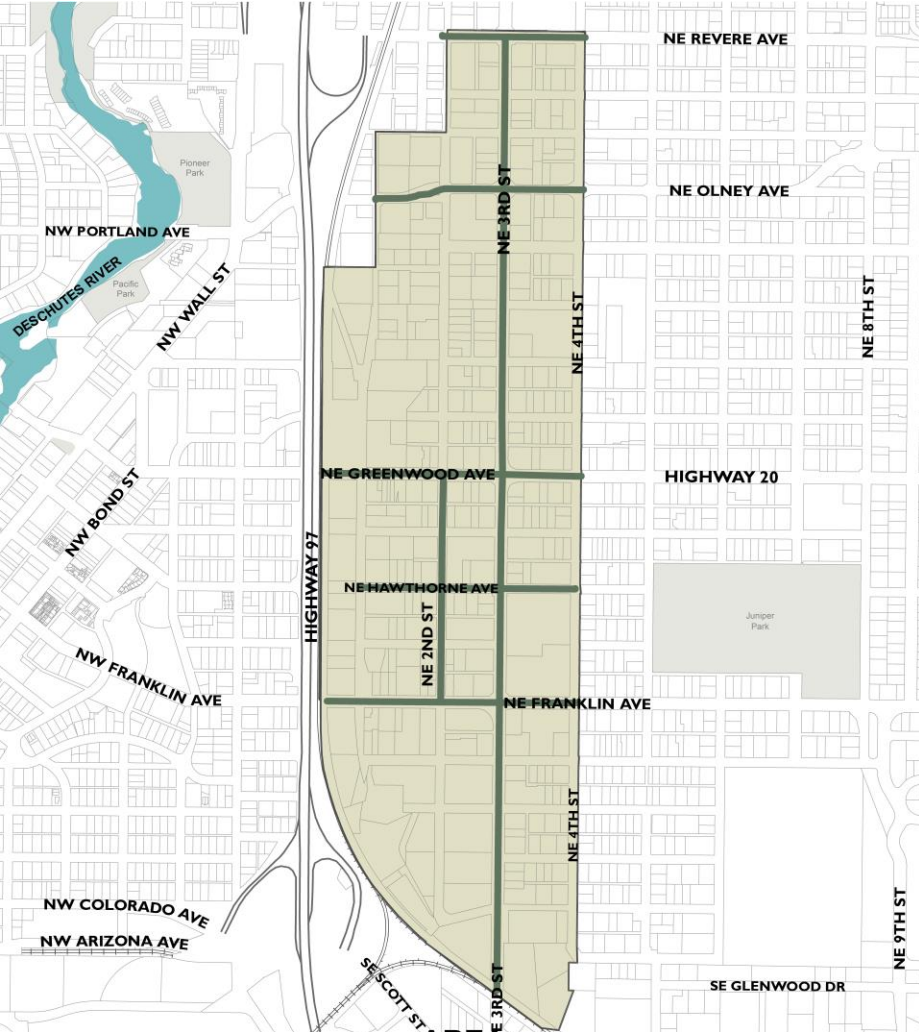 NE REVERE AVE
Pioneer
Park
NE OLNEY AVE
NE 3RD ST
NW PORTLAND AVE
DESCHUTES RIVER
Pacific
Park
NW WALL ST
NE 4TH ST
NE 8TH ST
NE GREENWOOD AVE
HIGHWAY 20
NW BOND ST
HIGHWAY 97
NE HAWTHORNE AVE
NE 2ND ST
Juniper
Park
NW FRANKLIN AVE
NE FRANKLIN AVE
NE 4TH ST
NW COLORADO AVE
NW ARIZONA AVE
NE 9TH ST
SE SCOTT ST
E 3RD ST
SE GLENWOOD DR